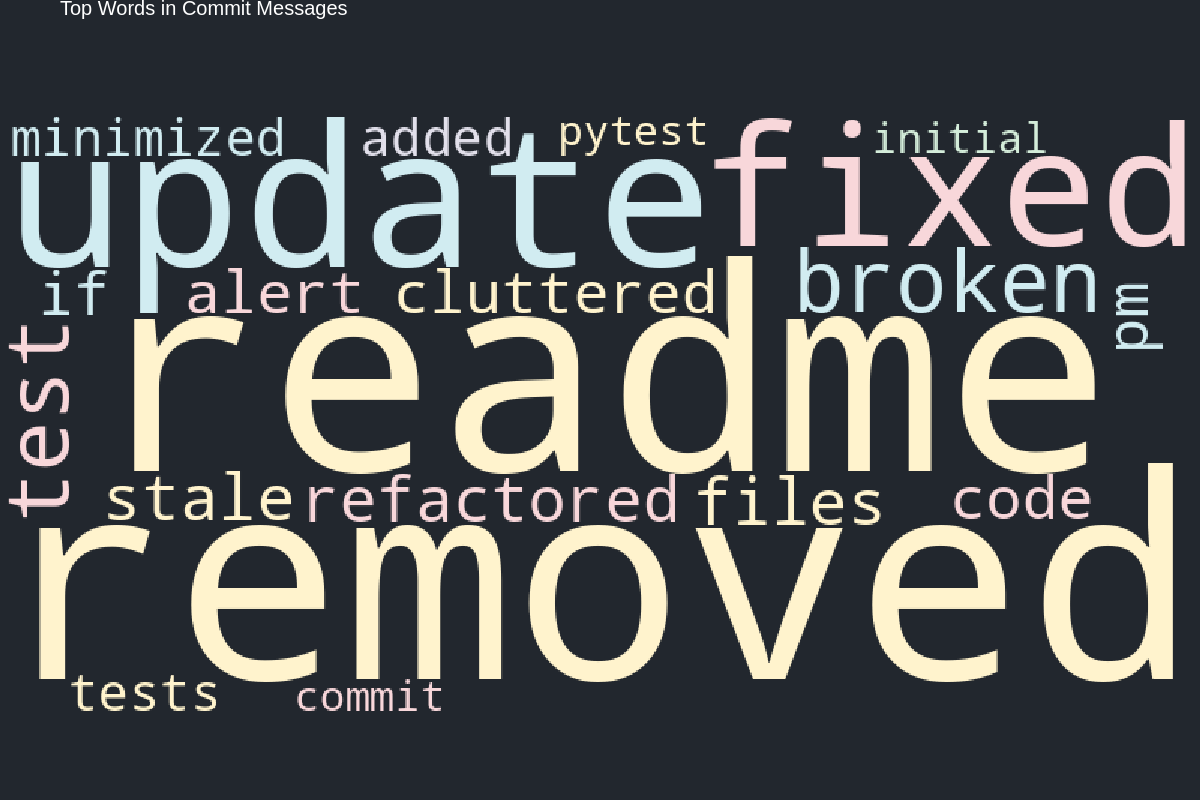 Top Words in Commit Messages
minimized added pytest initial
update fixed
if alert cluttered broken pm
test readme
stale refactored files code
removed
tests commit